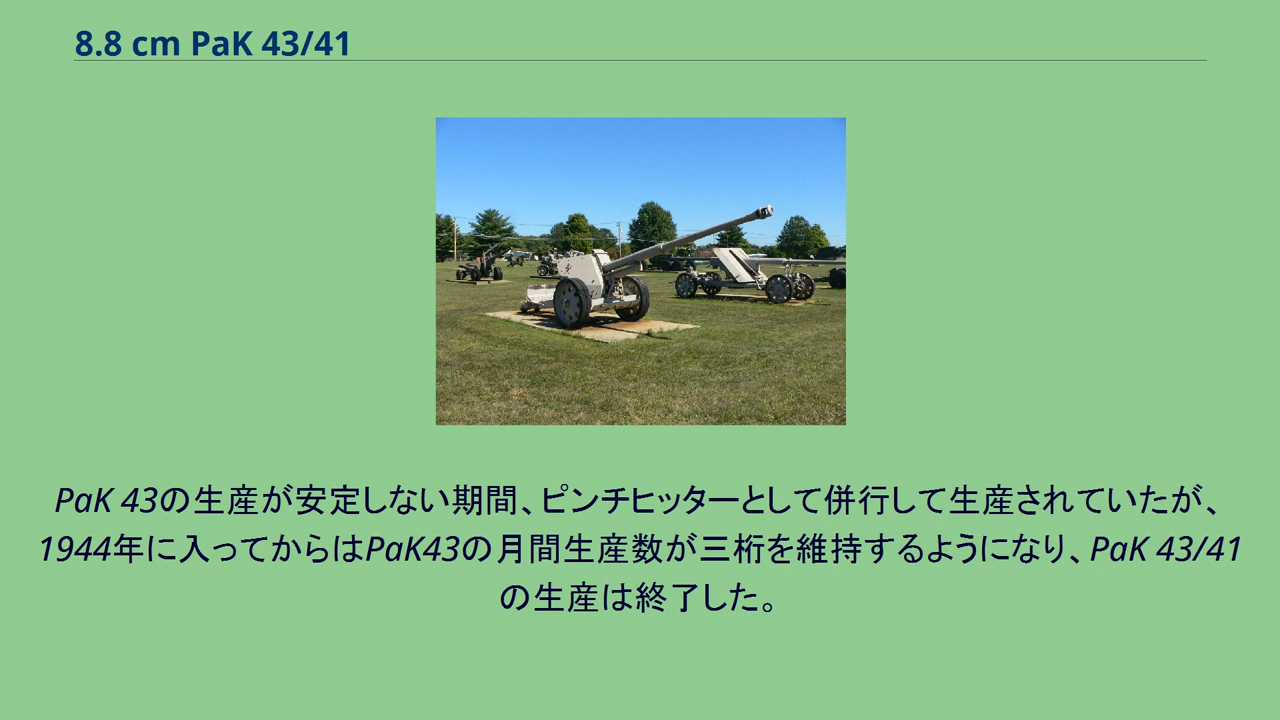 8.8 cm PaK 43/41
PaK 43の生産が安定しない期間、ピンチヒッターとして併行して生産されていたが、
1944年に入ってからはPaK43の月間生産数が三桁を維持するようになり、PaK 43/41
の生産は終了した。